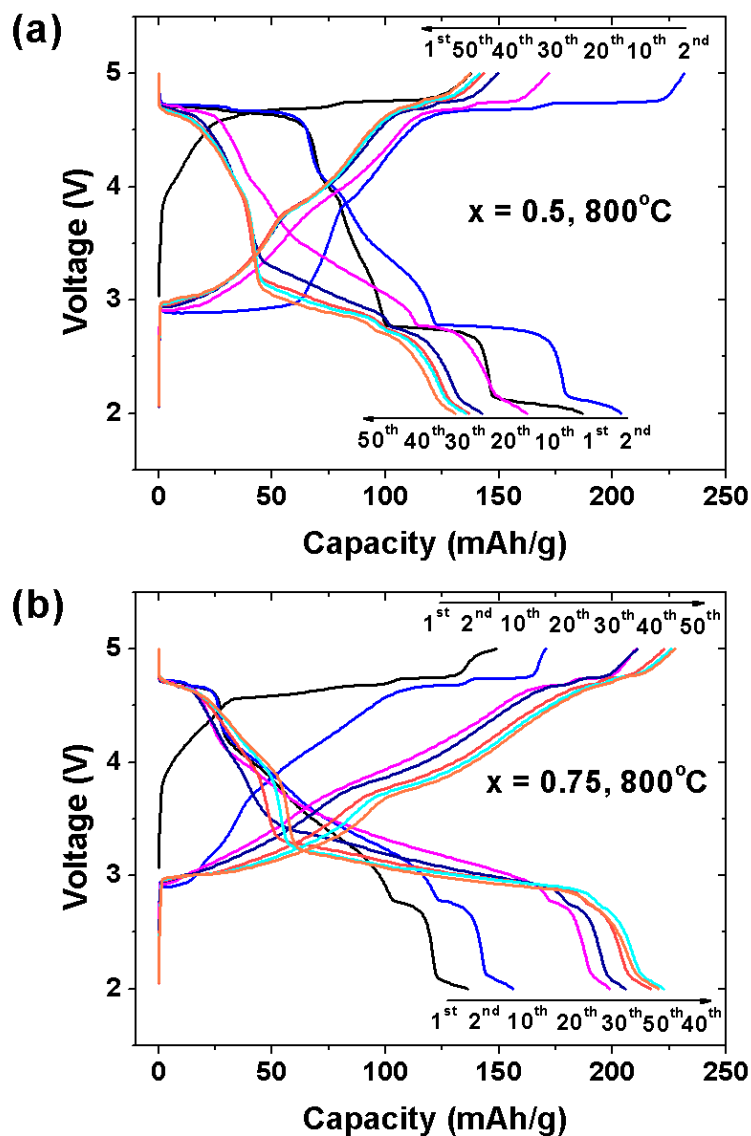 (a)
1ˢᵗ 50ᵗʰ 40ᵗʰ 30ᵗʰ 20ᵗʰ 10ᵗʰ 2ⁿᵈ
5
4
3
2
Voltage (V)
x = 0.5, 800°C
50ᵗʰ 40ᵗʰ 30ᵗʰ 20ᵗʰ 10ᵗʰ 1ˢᵗ 2ⁿᵈ
0 50 100 150 200 250
Capacity (mAh/g)
(b)
1ˢᵗ 2ⁿᵈ 10ᵗʰ 20ᵗʰ 30ᵗʰ 40ᵗʰ 50ᵗʰ
5
4
3
2
Voltage (V)
x = 0.75, 800°C
1ˢᵗ 2ⁿᵈ 10ᵗʰ 20ᵗʰ 30ᵗʰ 50ᵗʰ 40ᵗʰ
0 50 100 150 200 250
Capacity (mAh/g)